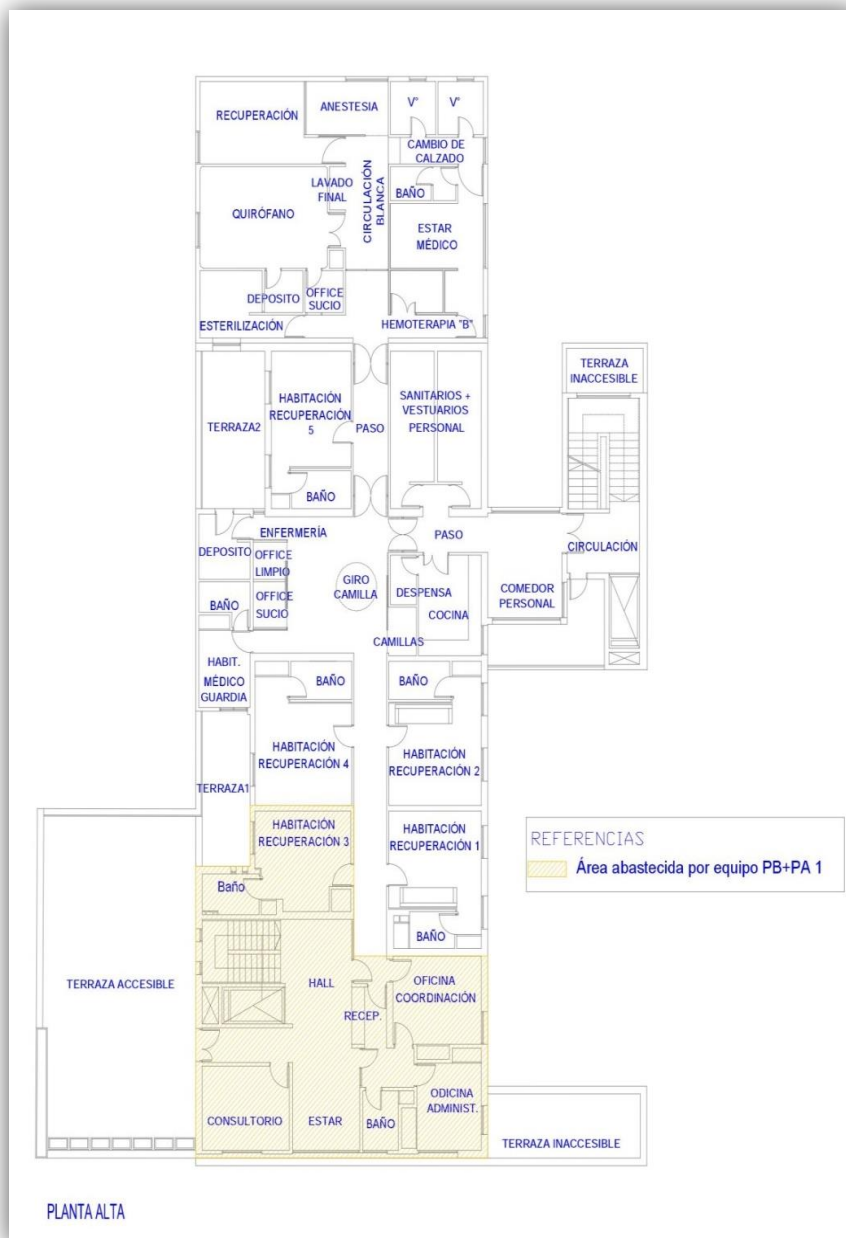 RECUPERACIÓN
ANESTESIA
V°
V°
CAMBIO DE
CALZADO
LAVADO
FINAL
CIRCULACIÓN
BLANCA
BAÑO
QUIRÓFANO
ESTAR
MÉDICO
DEPOSITO
OFFICE
SUCIO
ESTERILIZACIÓN
HEMOTERAPIA "B"
TERRAZA
INACCESIBLE
HABITACIÓN
RECUPERACIÓN
5
SANITARIOS +
VESTUARIOS
PERSONAL
TERRAZA2
PASO
BAÑO
ENFERMERÍA
PASO
CIRCULACIÓN
DEPOSITO
OFFICE
LIMPIO
GIRO
CAMILLA
DESPENSA
COMEDOR
PERSONAL
BAÑO
OFFICE
SUCIO
COCINA
CAMILLAS
HABIT.
MÉDICO
GUARDIA
BAÑO
BAÑO
HABITACIÓN
RECUPERACIÓN 4
HABITACIÓN
RECUPERACIÓN 2
TERRAZA1
HABITACIÓN
RECUPERACIÓN 3
HABITACIÓN
RECUPERACIÓN 1
REFERENCIAS
Área abastecida por equipo PB+PA 1
Baño
BAÑO
TERRAZA ACCESIBLE
HALL
OFICINA
COORDINACIÓN
RECEP.
CONSULTORIO
ESTAR
BAÑO
ODICINA
ADMINIST.
TERRAZA INACCESIBLE
PLANTA ALTA